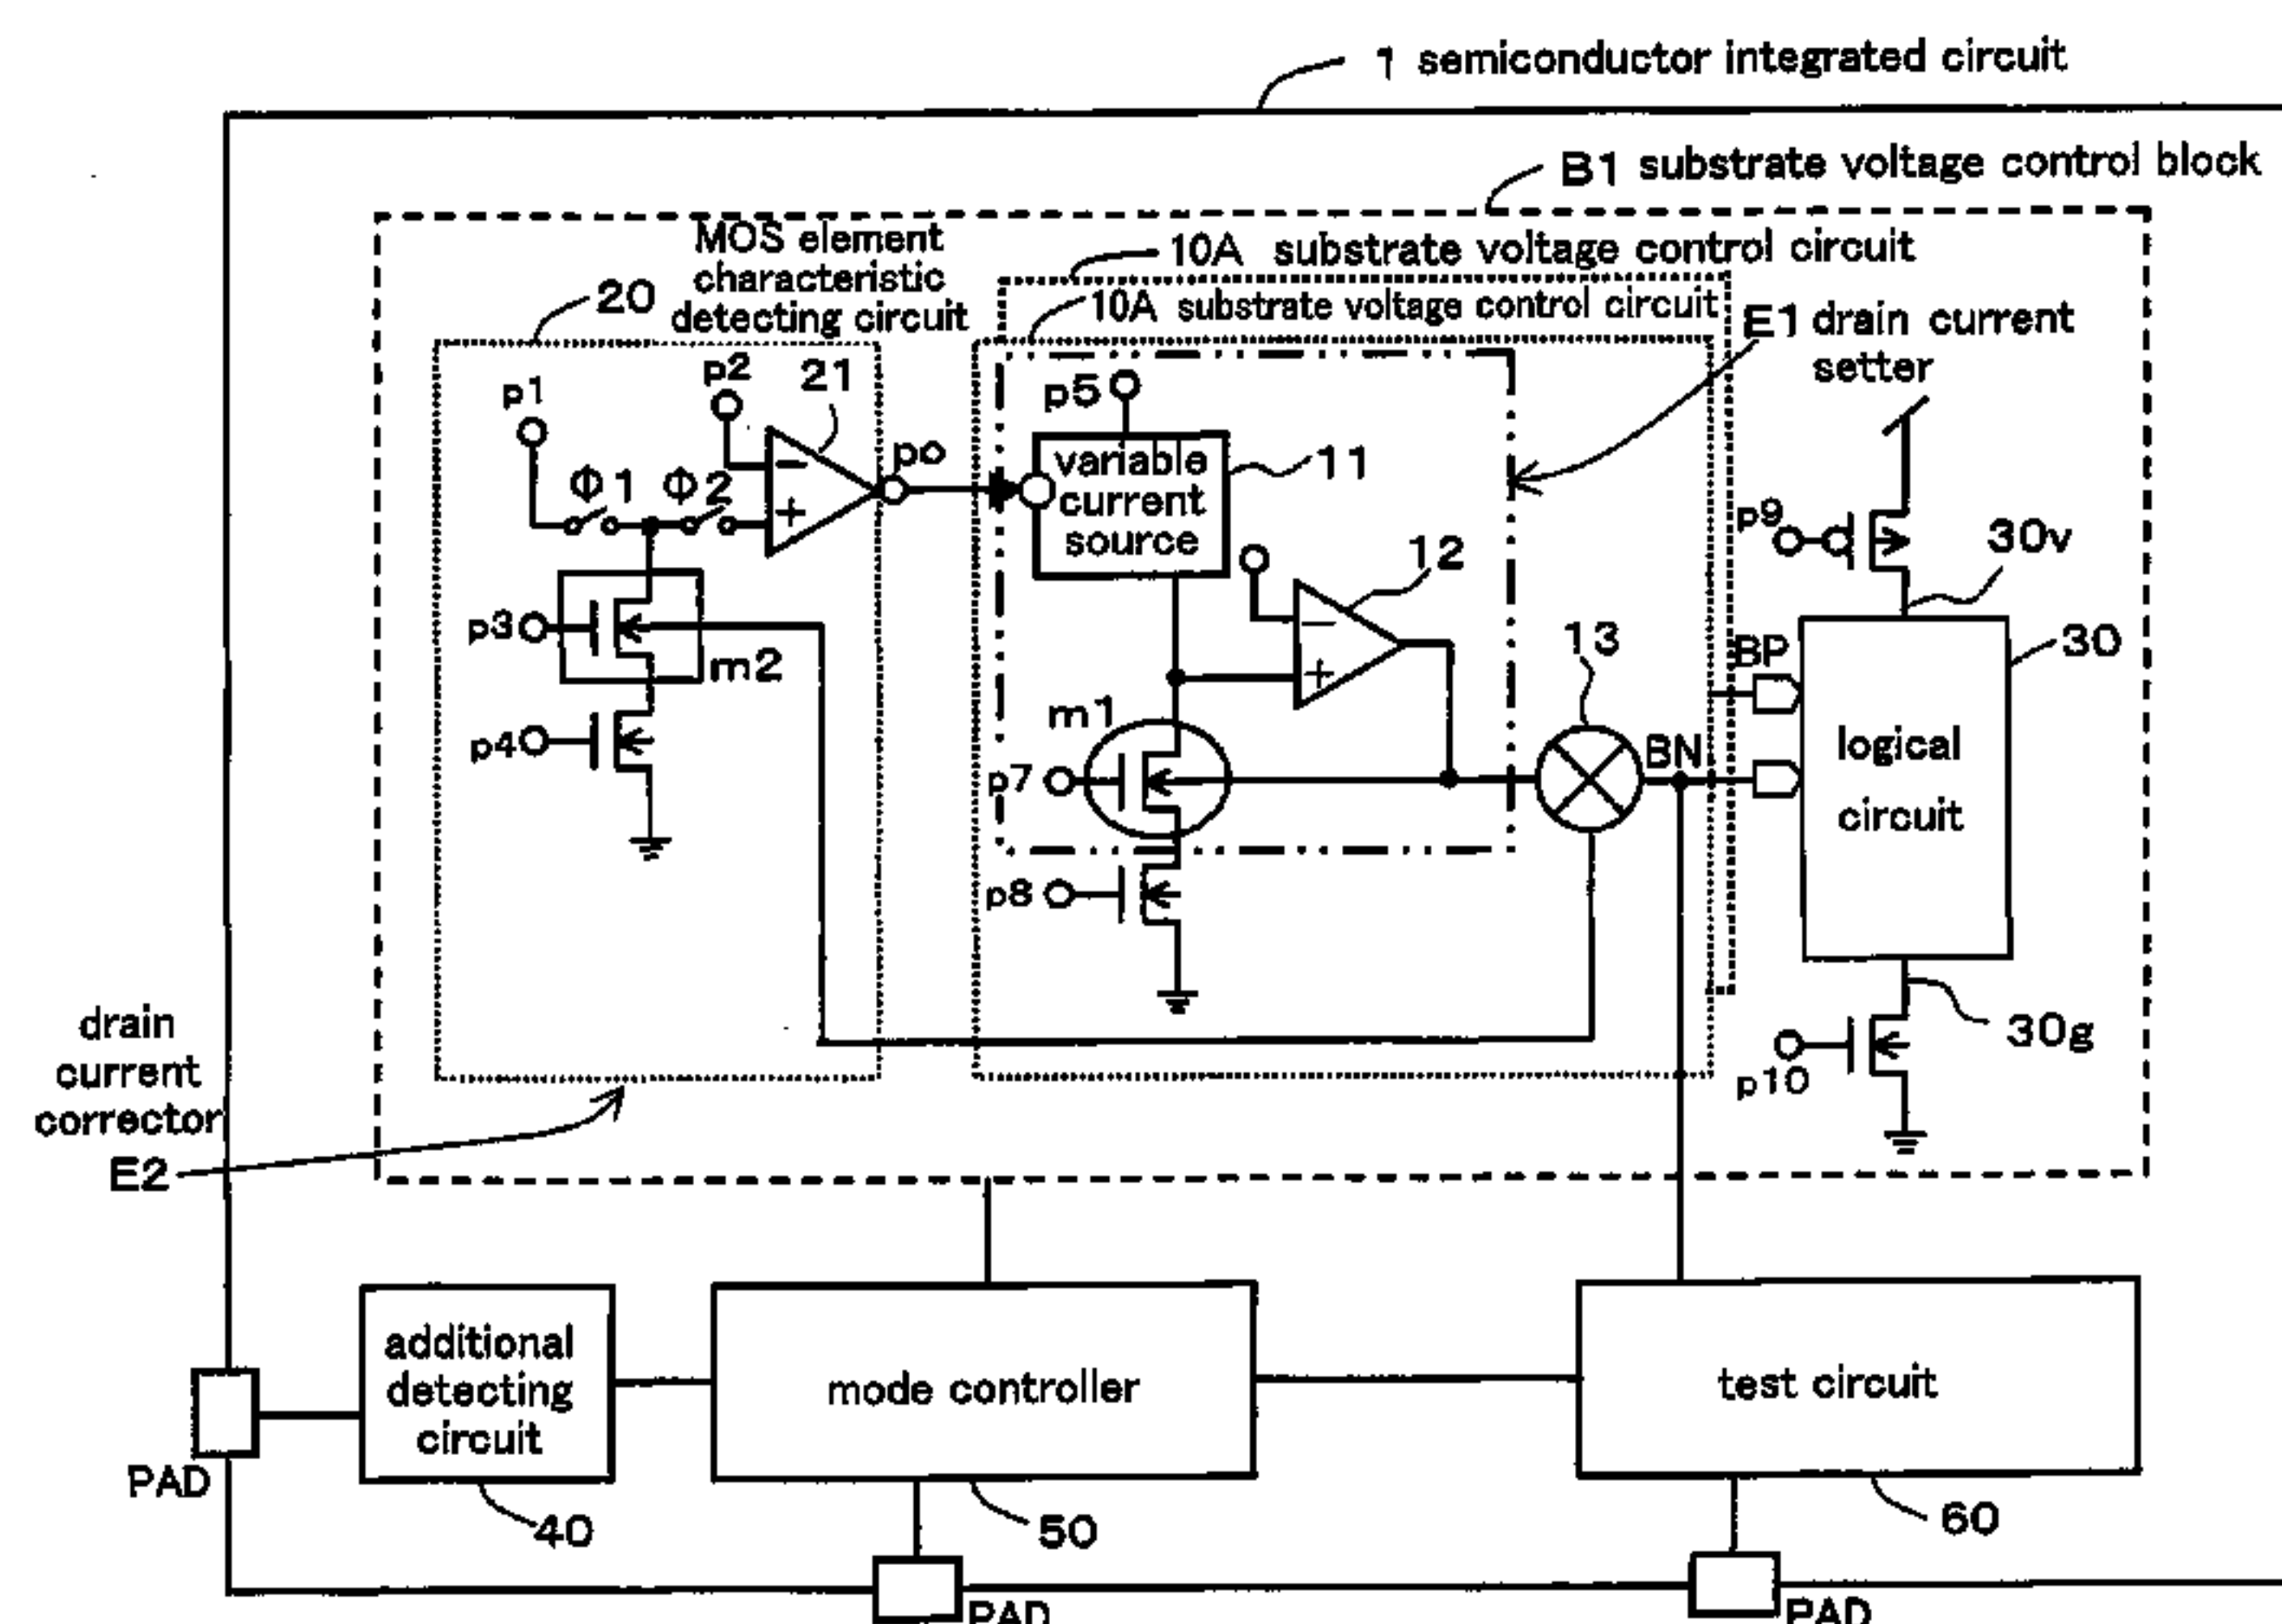 1 semiconductor integrated circuit
B1 substrate voltage control block
MOS element
characteristic
detecting circuit
20
10A substrate voltage control circuit
10A substrate voltage control circuit
E1 drain current
setter
p1
p2
21
po
Φ1
Φ2
p3
m2
p4
p5
variable
current
source
11
12
m1
p7
p8
13
BN
BP
p9
30v
30
logical
circuit
30g
p10
drain
current
corrector
E2
additional
detecting
circuit
40
mode controller
50
test circuit
60
PAD
PAD
PAD